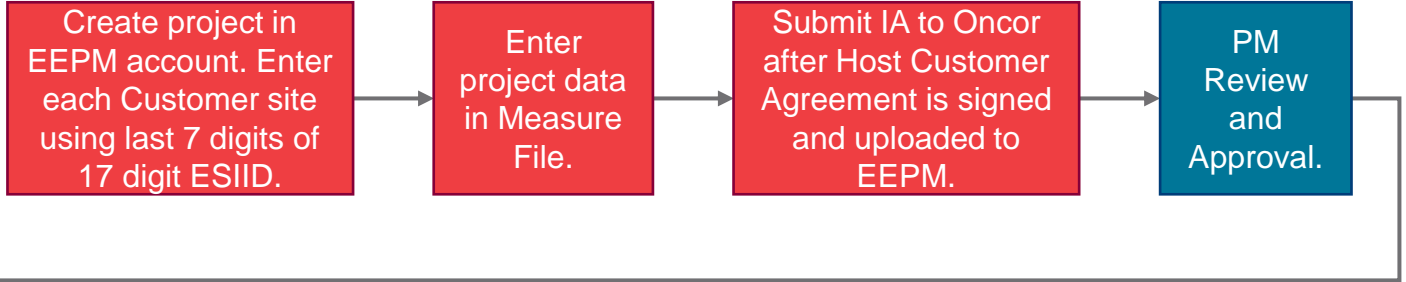 Create project in
EEPM account. Enter
each Customer site
using last 7 digits of
17 digit ESIID.
Enter
project data
in Measure
File.
Submit IA to Oncor
after Host Customer
Agreement is signed
and uploaded to
EEPM.
PM
Review
and
Approval.